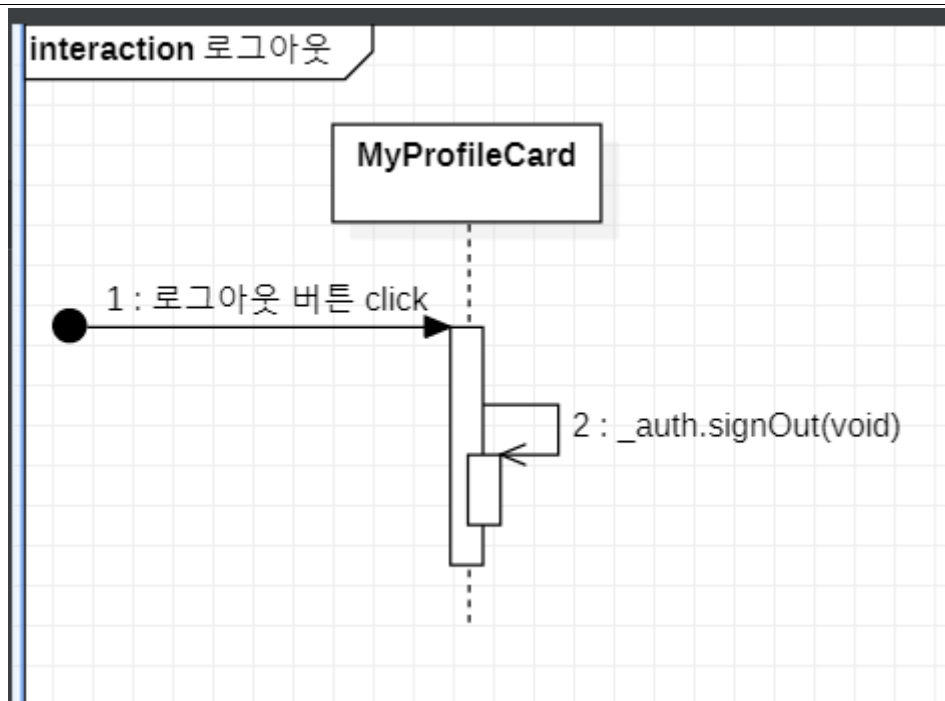 interaction 로그아웃
MyProfileCard
1 : 로그아웃 버튼 click
2 : _auth.signOut(void)